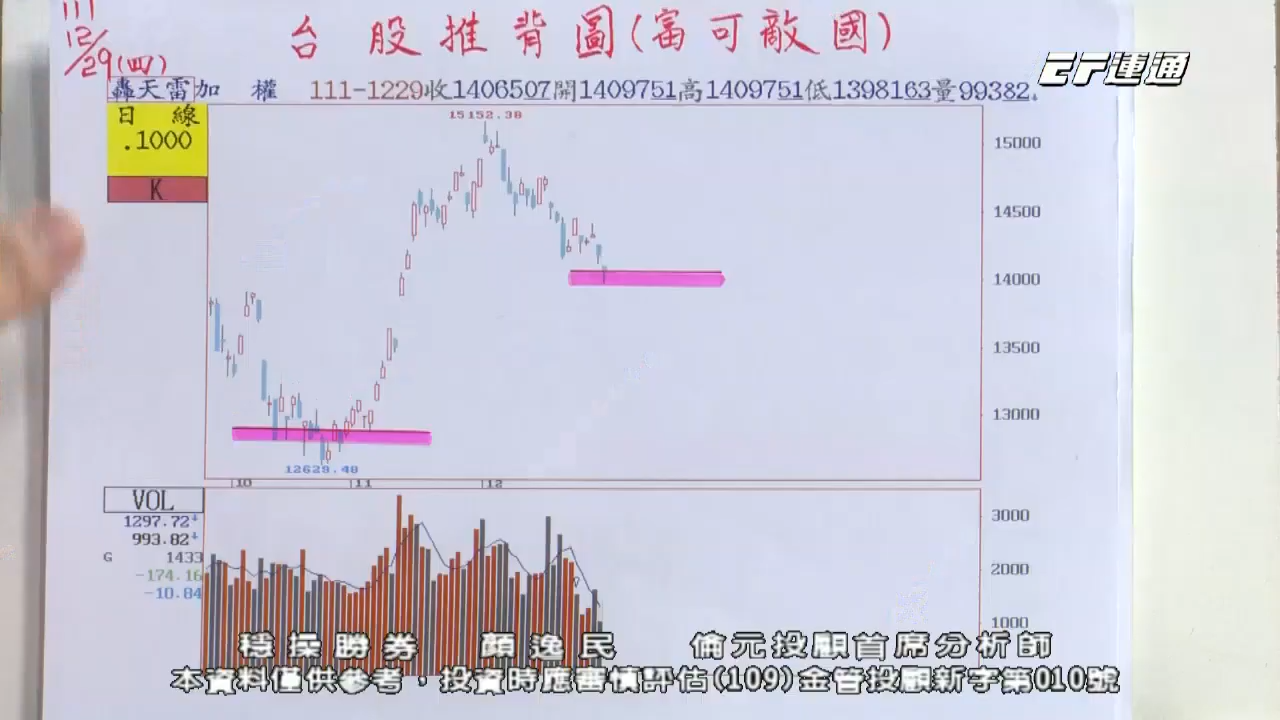 111
12/29(四)
台股推背圖(富可敵國)
EF運通
轟天雷加 權 111-1229收1406507開1409751高1409751低1398163量99382↓
日 線
.1000
K
15152.38
15000
14500
14000
13500
13000
12629.48
10 11 12
VOL
1297.72↓
993.82↓
G 1433
-174.16
-10.84
3000
2000
1000
穩操勝券 顏逸民 倫元投顧首席分析師
本資料僅供參考,投資時應審慎評估(109)金管投顧新字第010號